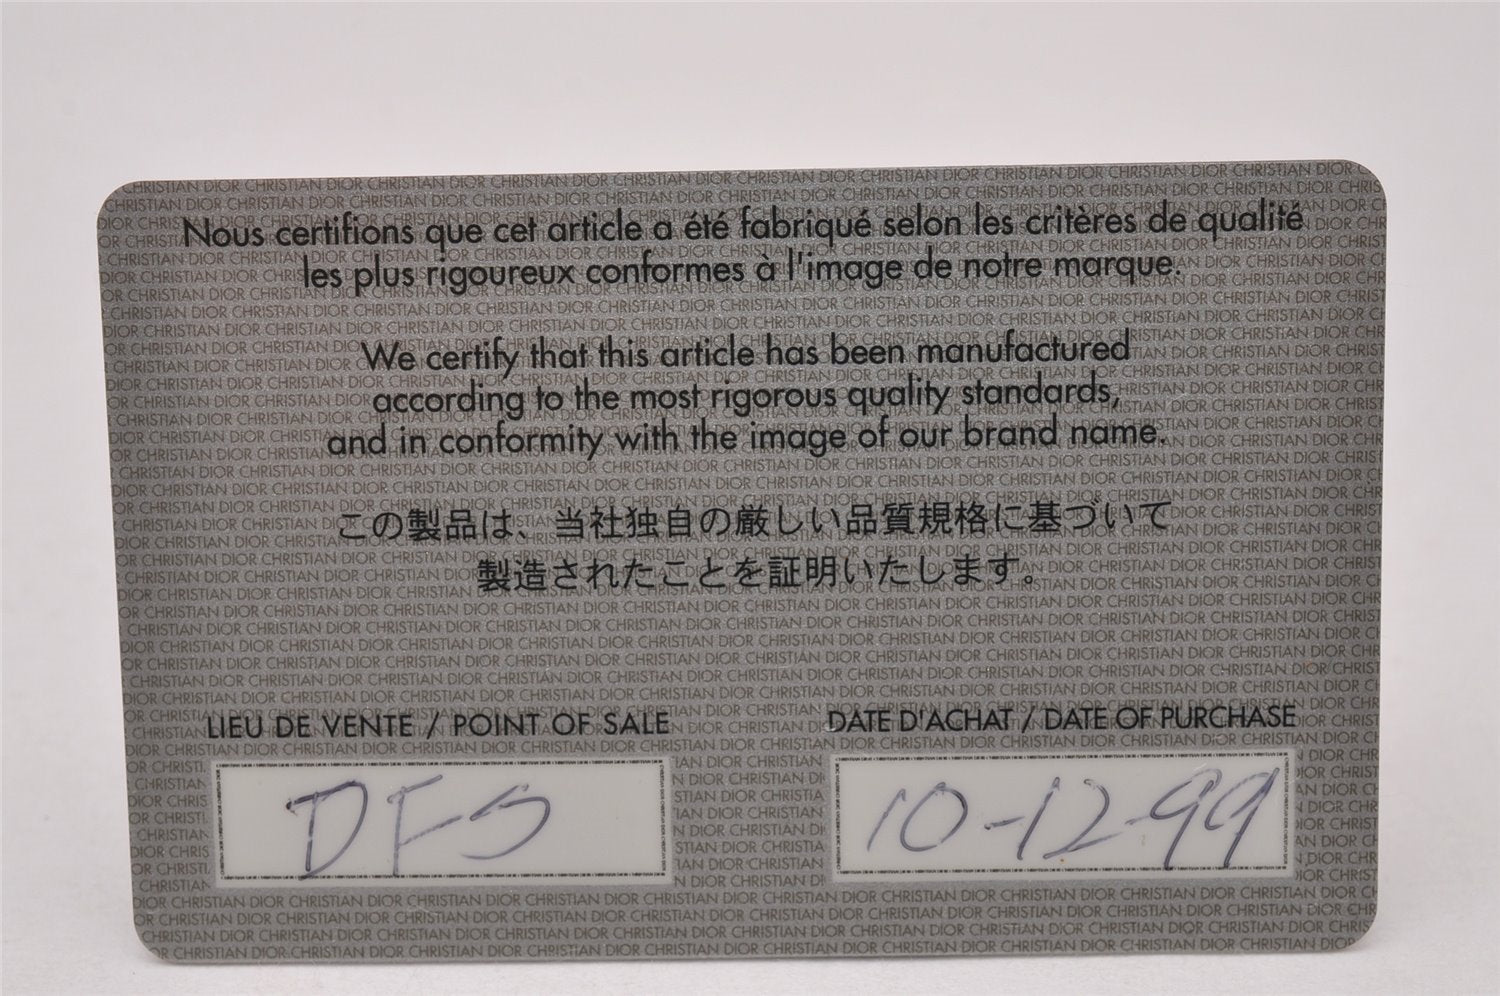 Nous certifions que cet article a été fabriqué selon les critères de qualité
les plus rigoureux conformes à l'image de notre marque.
We certify that this article has been manufactured
according to the most rigorous quality standards,
and in conformity with the image of our brand name.
この製品は、当社独自の厳しい品質規格に基づいて
製造されたことを証明いたします。
LIEU DE VENTE / POINT OF SALE
DATE D'ACHAT / DATE OF PURCHASE
DFS
10-12-99